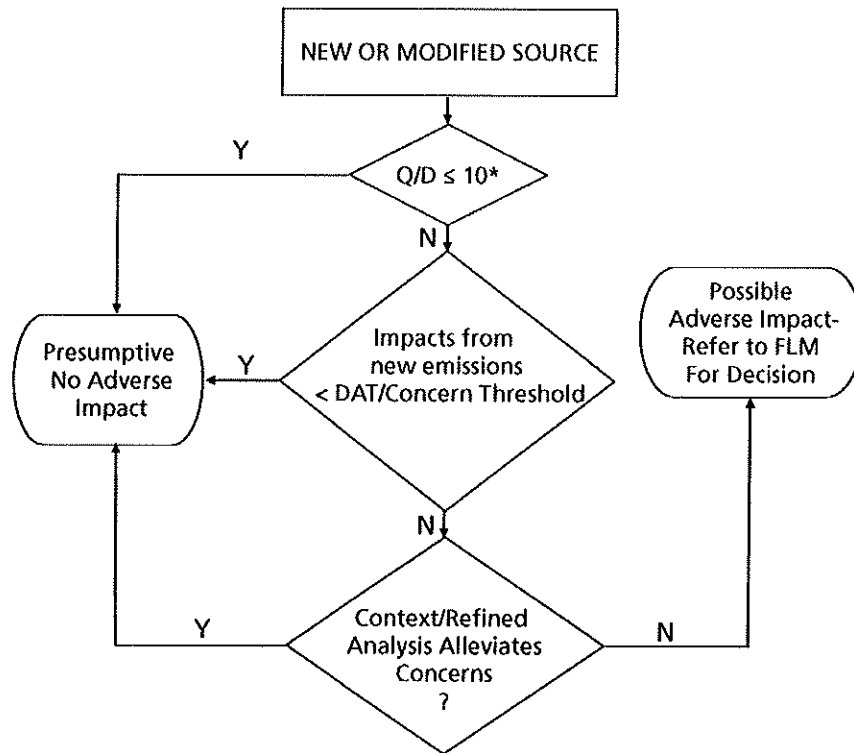 NEW OR MODIFIED SOURCE
Y
Q/D ≤ 10*
N
Possible
Adverse Impact-
Refer to FLM
For Decision
Presumptive
No Adverse
Impact
Y
Impacts from
new emissions
< DAT/Concern Threshold
N
Y
Context/Refined
Analysis Alleviates
Concerns
?
N